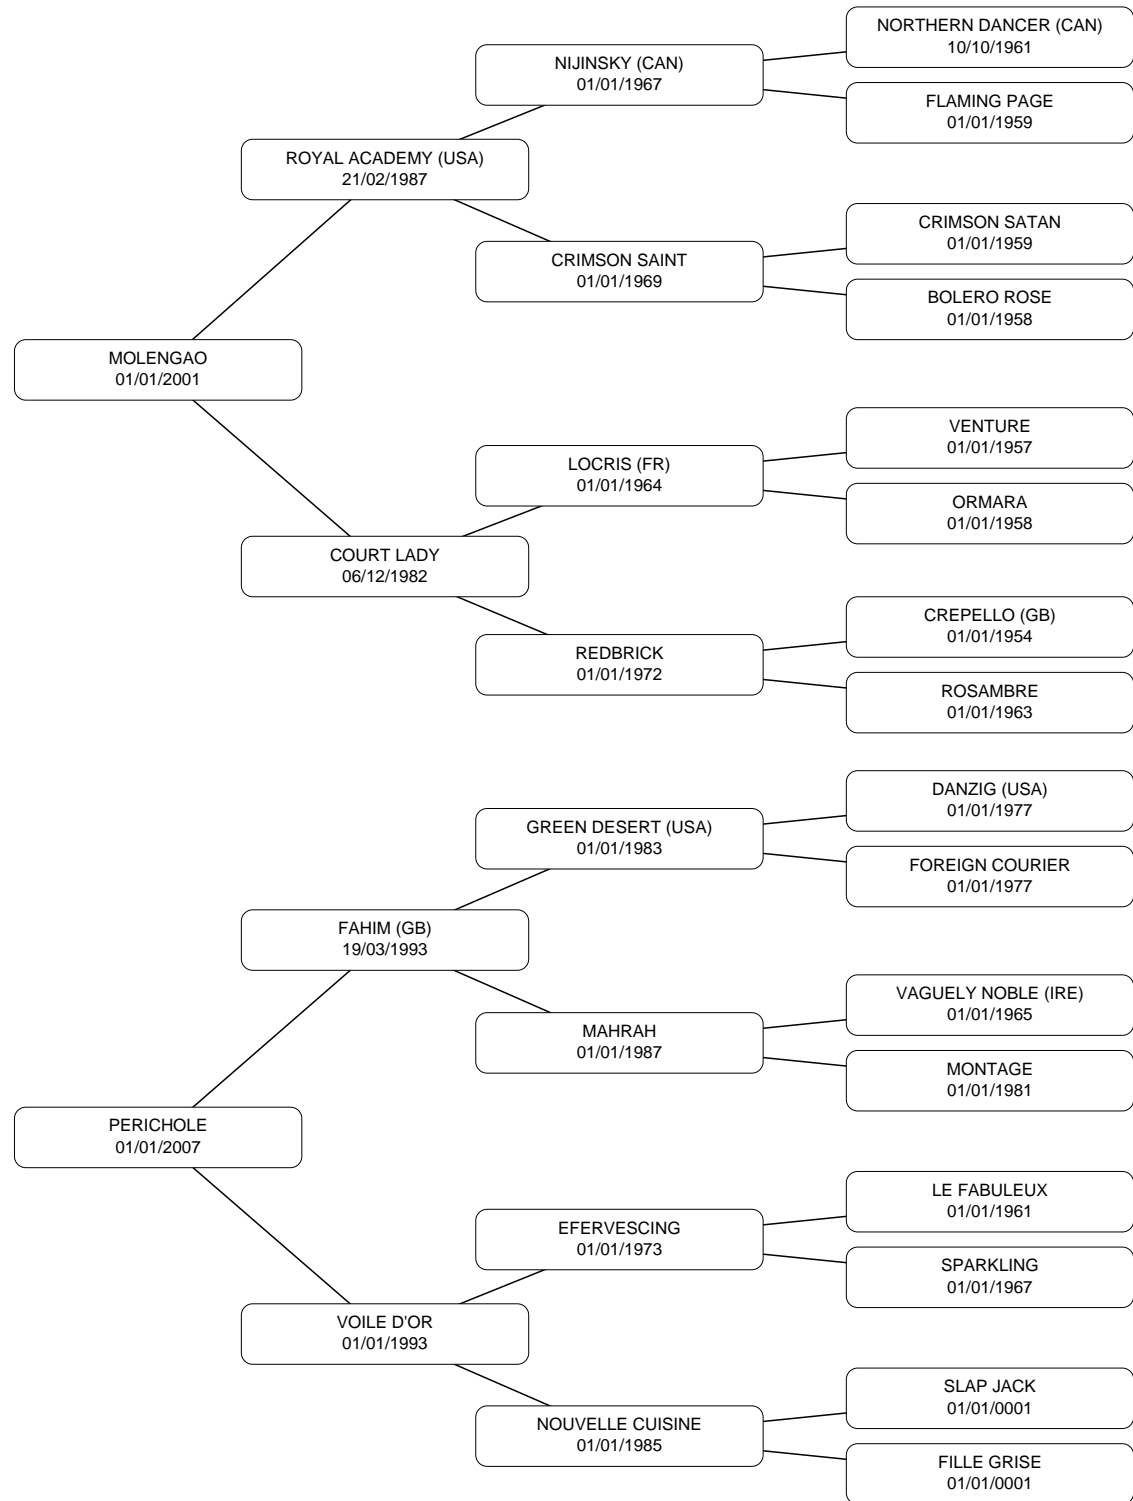 NORTHERN DANCER (CAN)
10/10/1961
NIJINSKY (CAN)
01/01/1967
FLAMING PAGE
01/01/1959
ROYAL ACADEMY (USA)
21/02/1987
CRIMSON SATAN
01/01/1959
CRIMSON SAINT
01/01/1969
BOLERO ROSE
01/01/1958
MOLENGAO
01/01/2001
VENTURE
01/01/1957
LOCRIS (FR)
01/01/1964
ORMARA
01/01/1958
COURT LADY
06/12/1982
CREPELLO (GB)
01/01/1954
REDBRICK
01/01/1972
ROSAMBRE
01/01/1963
DANZIG (USA)
01/01/1977
GREEN DESERT (USA)
01/01/1983
FOREIGN COURIER
01/01/1977
FAHIM (GB)
19/03/1993
VAGUELY NOBLE (IRE)
01/01/1965
MAHRAH
01/01/1987
MONTAGE
01/01/1981
PERICHOLE
01/01/2007
LE FABULEUX
01/01/1961
EFERVESCING
01/01/1973
SPARKLING
01/01/1967
VOILE D'OR
01/01/1993
SLAP JACK
01/01/0001
NOUVELLE CUISINE
01/01/1985
FILLE GRISE
01/01/0001